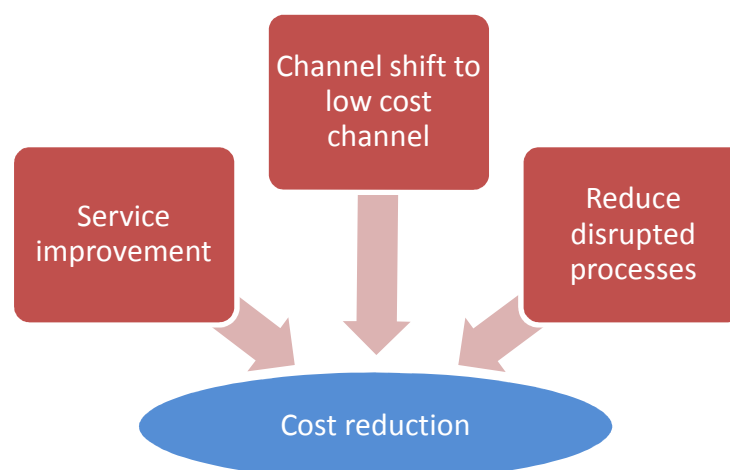 Channel shift to
low cost
channel
Service
improvement
Reduce
disrupted
processes
Cost reduction